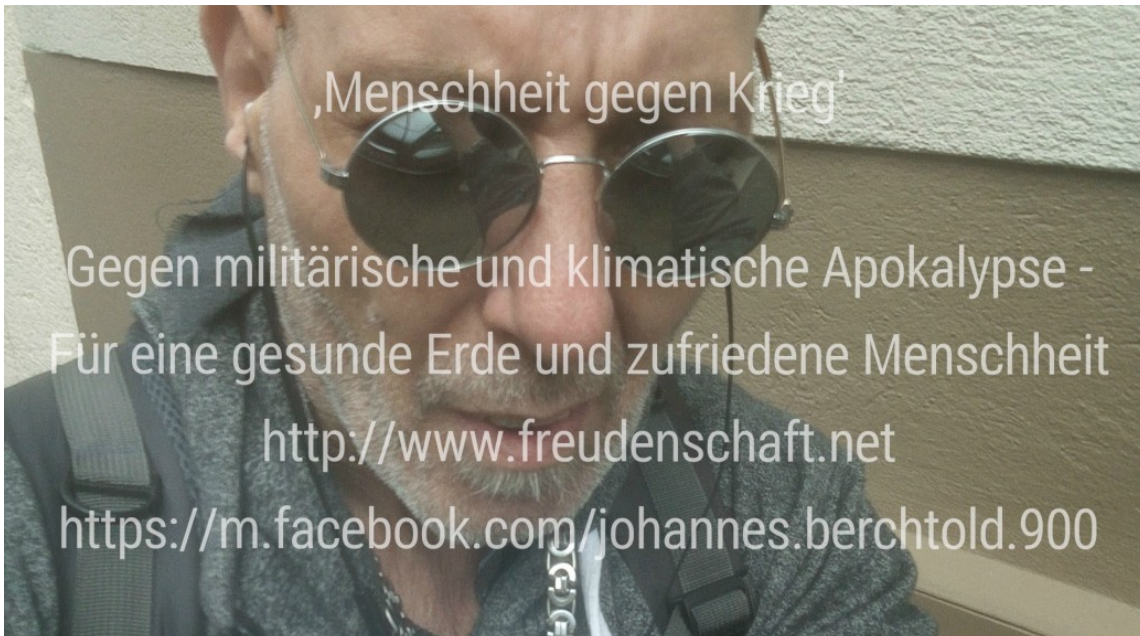 ‚Menschheit gegen Krieg'
Gegen militärische und klimatische Apokalypse -
Für eine gesunde Erde und zufriedene Menschheit
http://www.freudenschaft.net
https://m.facebook.com/johannes.berchtold.900